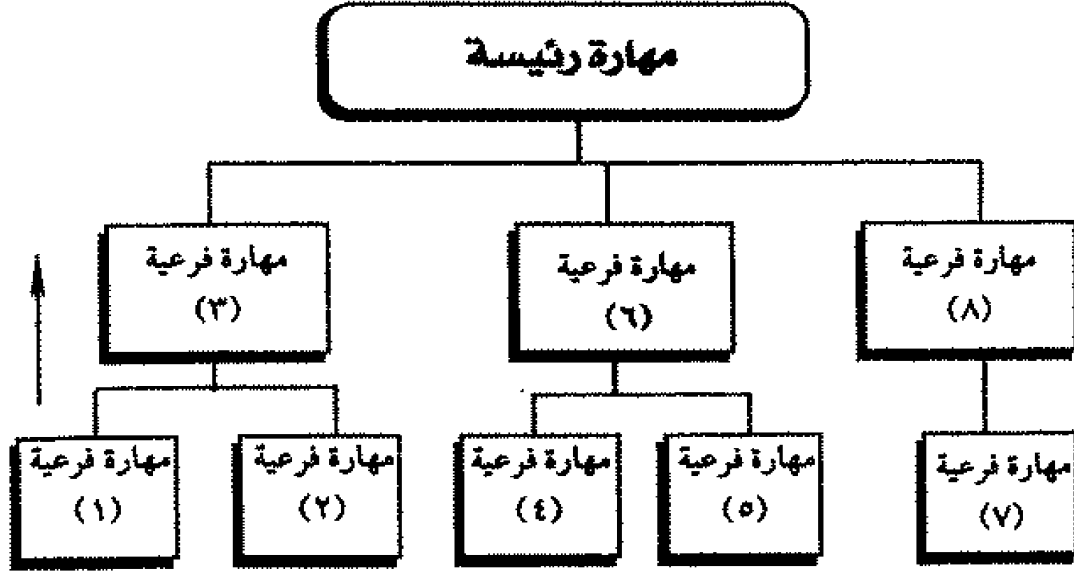 مهارة رئيسة
مهارة فرعية
(٨)
مهارة فرعية
(٦)
مهارة فرعية
(٣)
مهارة فرعية
(٧)
مهارة فرعية
(٥)
مهارة فرعية
(٤)
مهارة فرعية
(٢)
مهارة فرعية
(١)